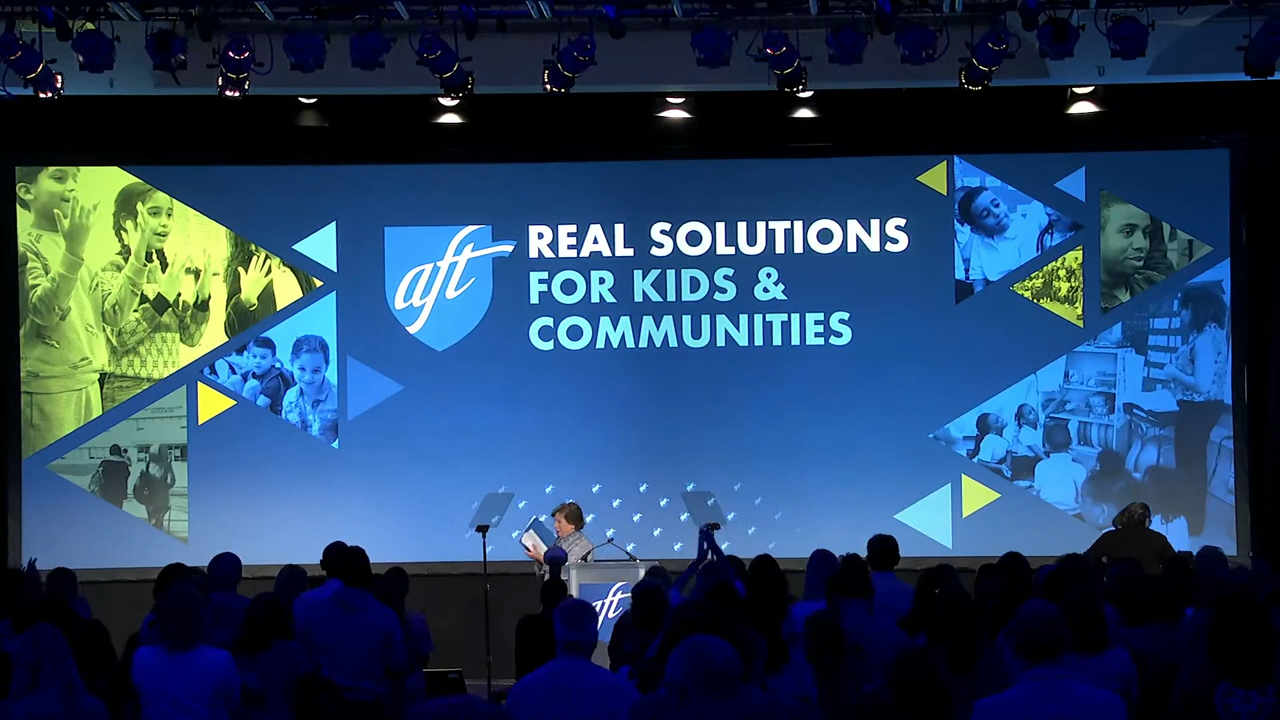 aft
REAL SOLUTIONS
FOR KIDS &
COMMUNITIES
aft